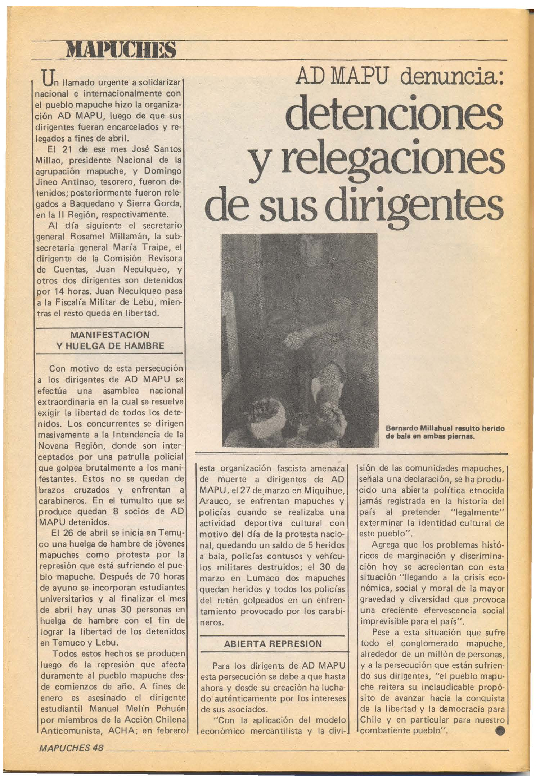 MAPUCHES
AD MAPU denuncia:
detenciones
y relegaciones
de sus dirigentes
Un llamado urgente a solidarizar
nacional e internacionalmente con
el pueblo mapuche hizo la organiza-
ción AD MAPU, luego de que sus
dirigentes fueran encarcelados y re-
legados a fines de abril.
El 21 de ese mes José Santos
Millao, presidente Nacional de la
agrupación mapuche, y Domingo
Jineo Antinao, tesorero, fueron de-
tenidos; posteriormente fueron rele-
gados a Baquedano y Sierra Gorda,
en la II Región, respectivamente.
Al día siguiente el secretario
general Rosamel Millamán, la sub-
secretaria general María Traipe, el
dirigente de la Comisión Revisora
de Cuentas, Juan Neculqueo, y
otros dos dirigentes son detenidos
por 14 horas. Juan Neculqueo pasa
a la Fiscalía Militar de Lebu, mien-
tras el resto queda en libertad.
MANIFESTACION
Y HUELGA DE HAMBRE
Con motivo de esta persecución
a los dirigentes de AD MAPU se
efectúa una asamblea nacional
extraordinaria en la cual se resuelve
exigir la libertad de todos los dete-
nidos. Los concurrentes se dirigen
masivamente a la Intendencia de la
Novena Región, donde son inter-
ceptados por una patrulla policial
que golpea brutalmente a los mani-
festantes. Estos no se quedan de
brazos cruzados y enfrentan a
carabineros. En el tumulto que se
produce quedan 8 socios de AD
MAPU detenidos.
El 26 de abril se inicia en Temu-
co una huelga de hambre de jóvenes
mapuches como protesta por la
represión que está sufriendo el pue-
blo mapuche. Después de 70 horas
de ayuno se incorporan estudiantes
universitarios y al finalizar el mes
de abril hay unas 30 personas en
huelga de hambre con el fin de
lograr la libertad de los detenidos
en Temuco y Lebu.
Todos estos hechos se producen
luego de la represión que afecta
duramente al pueblo mapuche des-
de comienzos de año. A fines de
enero es asesinado el dirigente
estudiantil Manuel Melín Pehuén
por miembros de la Acción Chilena
Anticomunista, ACHA; en febrero
Bernardo Millahual resultó herido
de bala en ambas piernas.
esta organización fascista amenaza
de muerte a dirigentes de AD
MAPU, el 27 de marzo en Miquihue,
Arauco, se enfrentan mapuches y
policías cuando se realizaba una
actividad deportiva cultural con
motivo del día de la protesta nacio-
nal, quedando un saldo de 5 heridos
a bala, policías contusos y vehícu-
los militares destruidos; el 30 de
marzo en Lumaco dos mapuches
quedan heridos y todos los policías
del retén golpeados en un enfren-
tamiento provocado por los carabi-
neros.
ABIERTA REPRESION
Para los dirigentes de AD MAPU
esta persecución se debe a que hasta
ahora y desde su creación ha lucha-
do auténticamente por los intereses
de sus asociados.
"Con la aplicación del modelo
económico mercantilista y la divi-
sión de las comunidades mapuches,
señala una declaración, se ha produ-
cido una abierta política etnocida
jamás registrada en la historia del
país al pretender "legalmente"
exterminar la identidad cultural de
este pueblo".
Agrega que los problemas histó-
ricos de marginación y discrimina-
ción hoy se acrecientan con esta
situación "llegando a la crisis eco-
nómica, social y moral de la mayor
gravedad y diversidad que provoca
una creciente efervescencia social
imprevisible para el país".
Pese a esta situación que sufre
todo el conglomerado mapuche,
alrededor de un millón de personas,
y a la persecución que están sufrien-
do sus dirigentes, "el pueblo mapu-
che reitera su inclaudicable propó-
sito de avanzar hacia la conquista
de la libertad y la democracia para
Chile y en particular para nuestro
combatiente pueblo".
MAPUCHES 48